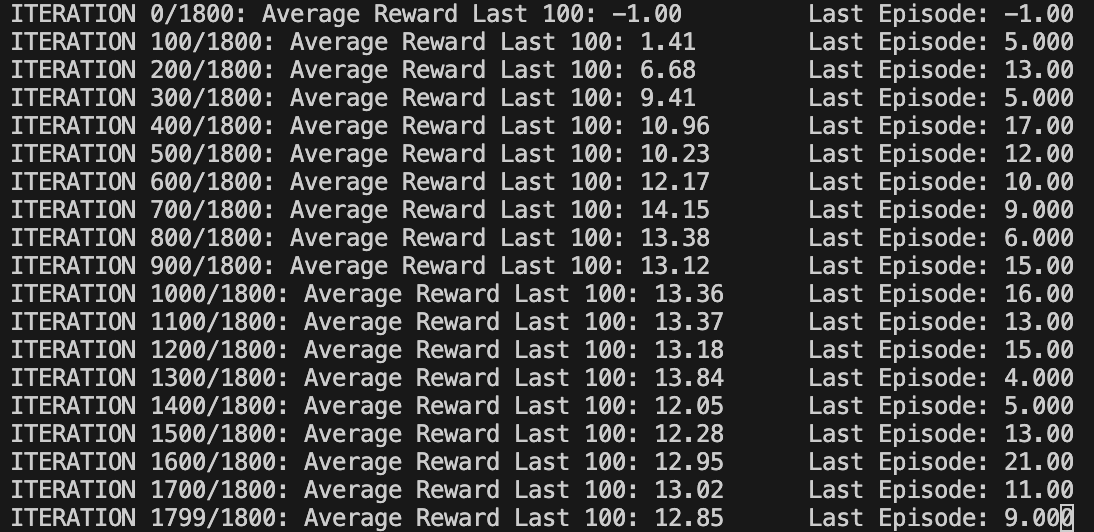 ITERATION 0/1800: Average Reward Last 100: -1.00 Last Episode: -1.00
ITERATION 100/1800: Average Reward Last 100: 1.41 Last Episode: 5.000
ITERATION 200/1800: Average Reward Last 100: 6.68 Last Episode: 13.00
ITERATION 300/1800: Average Reward Last 100: 9.41 Last Episode: 5.000
ITERATION 400/1800: Average Reward Last 100: 10.96 Last Episode: 17.00
ITERATION 500/1800: Average Reward Last 100: 10.23 Last Episode: 12.00
ITERATION 600/1800: Average Reward Last 100: 12.17 Last Episode: 10.00
ITERATION 700/1800: Average Reward Last 100: 14.15 Last Episode: 9.000
ITERATION 800/1800: Average Reward Last 100: 13.38 Last Episode: 6.000
ITERATION 900/1800: Average Reward Last 100: 13.12 Last Episode: 15.00
ITERATION 1000/1800: Average Reward Last 100: 13.36 Last Episode: 16.00
ITERATION 1100/1800: Average Reward Last 100: 13.37 Last Episode: 13.00
ITERATION 1200/1800: Average Reward Last 100: 13.18 Last Episode: 15.00
ITERATION 1300/1800: Average Reward Last 100: 13.84 Last Episode: 4.000
ITERATION 1400/1800: Average Reward Last 100: 12.05 Last Episode: 5.000
ITERATION 1500/1800: Average Reward Last 100: 12.28 Last Episode: 13.00
ITERATION 1600/1800: Average Reward Last 100: 12.95 Last Episode: 21.00
ITERATION 1700/1800: Average Reward Last 100: 13.02 Last Episode: 11.00
ITERATION 1799/1800: Average Reward Last 100: 12.85 Last Episode: 9.000